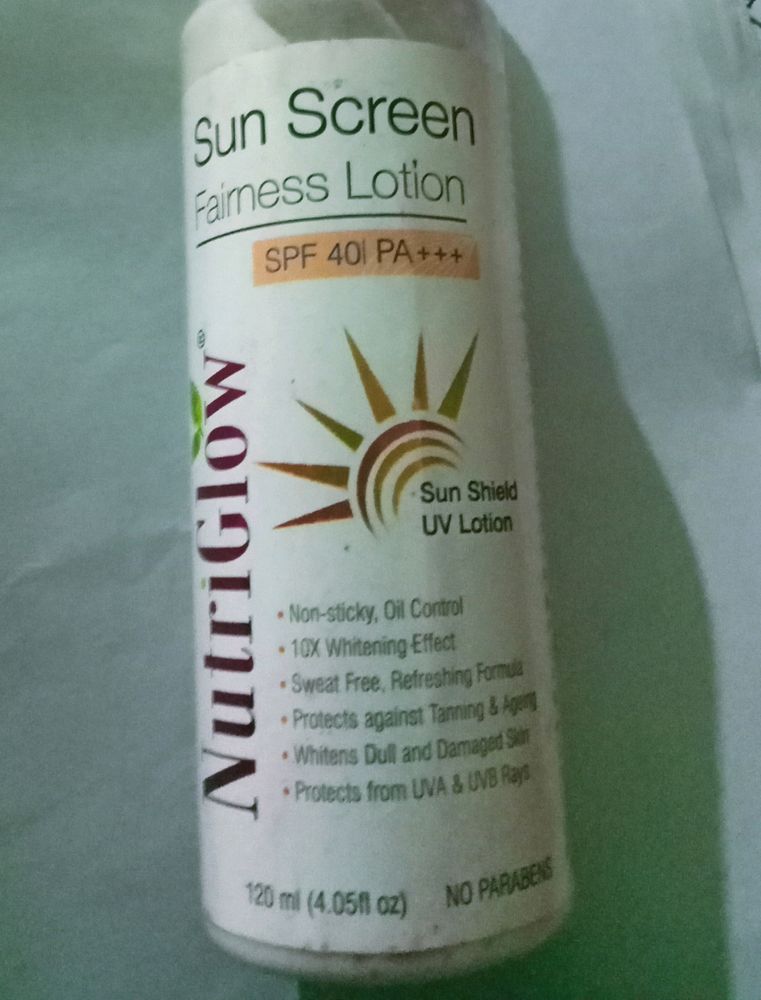 Sun Screen
Fairness Lotion
SPF 40| PA+++
NutriGlow®
Sun Shield
UV Lotion
• Non-sticky, Oil Control
• 10X Whitening Effect
• Sweat Free, Refreshing Formula
• Protects against Tanning & Ageing
• Whitens Dull and Damaged Skin
• Protects from UVA & UVB Rays
120 ml (4.05fl oz) NO PARABENS